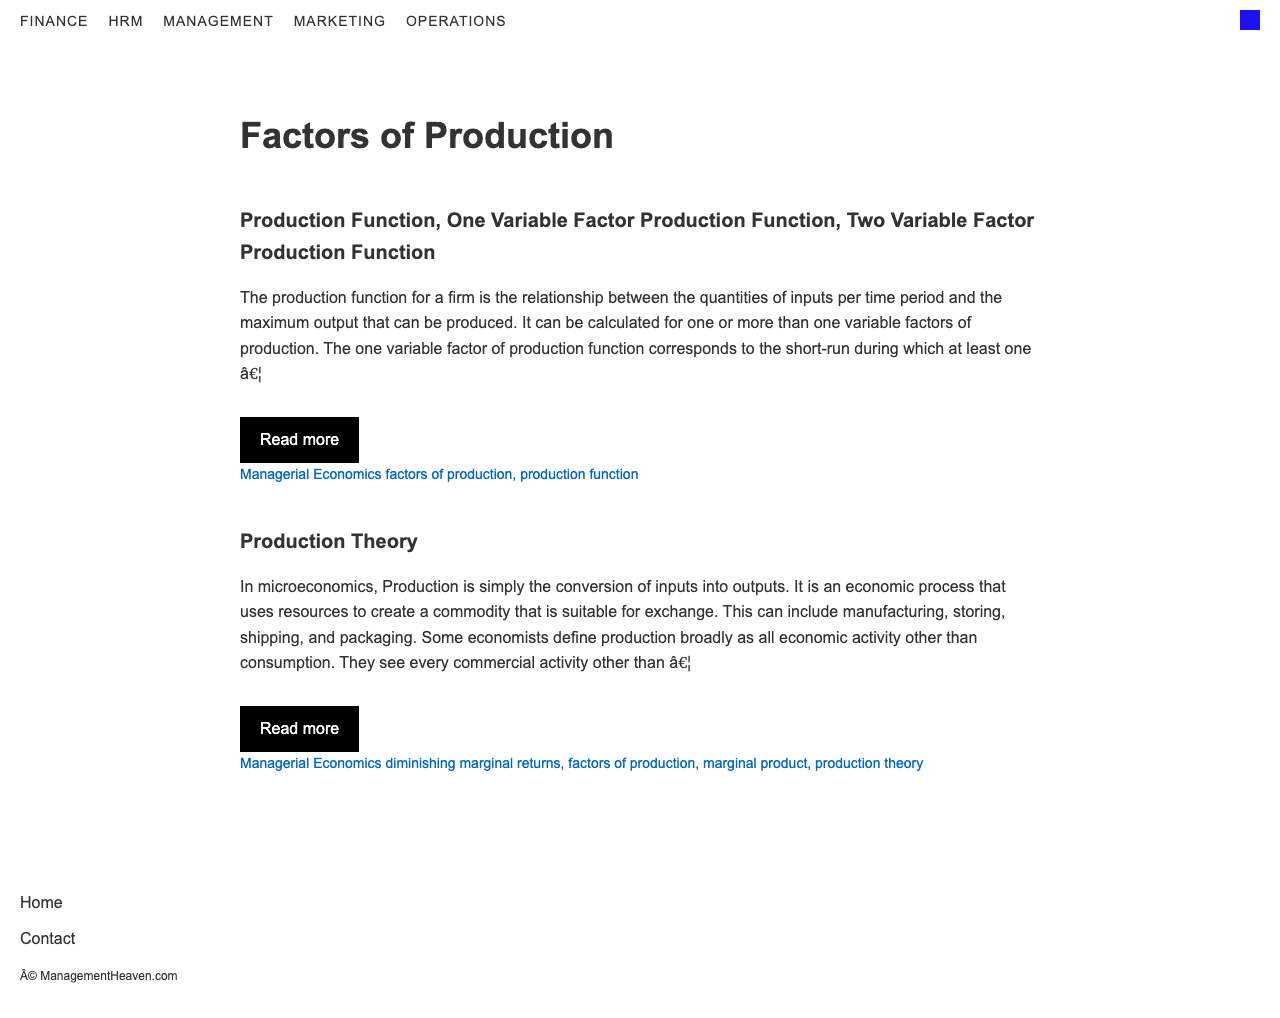 FINANCE HRM MANAGEMENT MARKETING OPERATIONS
Factors of Production
Production Function, One Variable Factor Production Function, Two Variable Factor
Production Function
The production function for a firm is the relationship between the quantities of inputs per time period and the
maximum output that can be produced. It can be calculated for one or more than one variable factors of
production. The one variable factor of production function corresponds to the short-run during which at least one
â€¦
Read more
Managerial Economics factors of production, production function
Production Theory
In microeconomics, Production is simply the conversion of inputs into outputs. It is an economic process that
uses resources to create a commodity that is suitable for exchange. This can include manufacturing, storing,
shipping, and packaging. Some economists define production broadly as all economic activity other than
consumption. They see every commercial activity other than â€¦
Read more
Managerial Economics diminishing marginal returns, factors of production, marginal product, production theory
Home
Contact
Â© ManagementHeaven.com